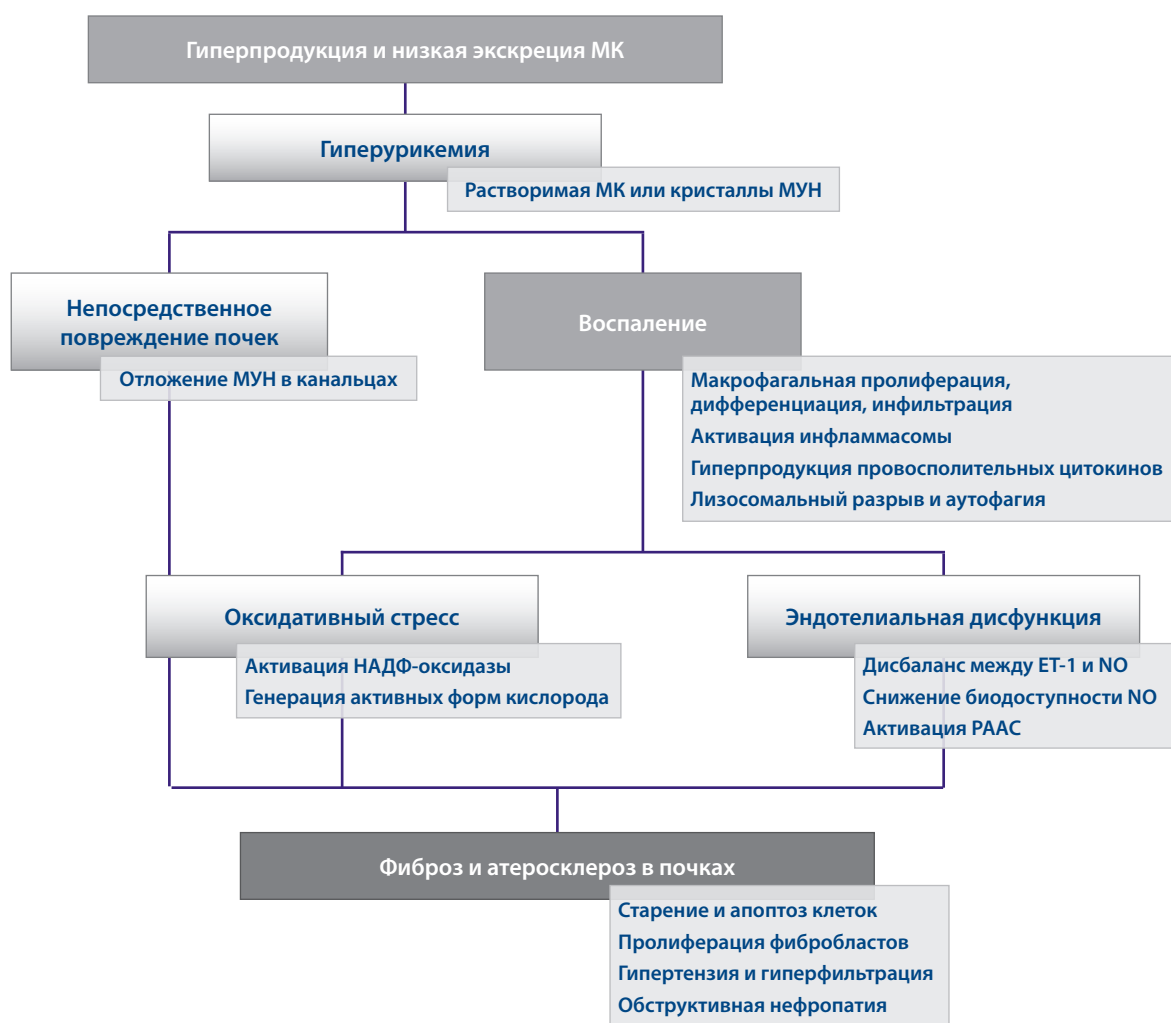 Гиперпродукция и низкая экскреция МК
Гиперурикемия
Растворимая МК или кристаллы МУН
Непосредственное
повреждение почек
Отложение МУН в канальцах
Воспаление
Макрофагальная пролиферация,
дифференциация, инфильтрация
Активация инфламмасомы
Гиперпродукция провосполительных цитокинов
Лизосомальный разрыв и аутофагия
Оксидативный стресс
Активация НАДФ-оксидазы
Генерация активных форм кислорода
Эндотелиальная дисфункция
Дисбаланс между ЕТ-1 и NO
Снижение биодоступности NO
Активация РААС
Фиброз и атеросклероз в почках
Старение и апоптоз клеток
Пролиферация фибробластов
Гипертензия и гиперфильтрация
Обструктивная нефропатия